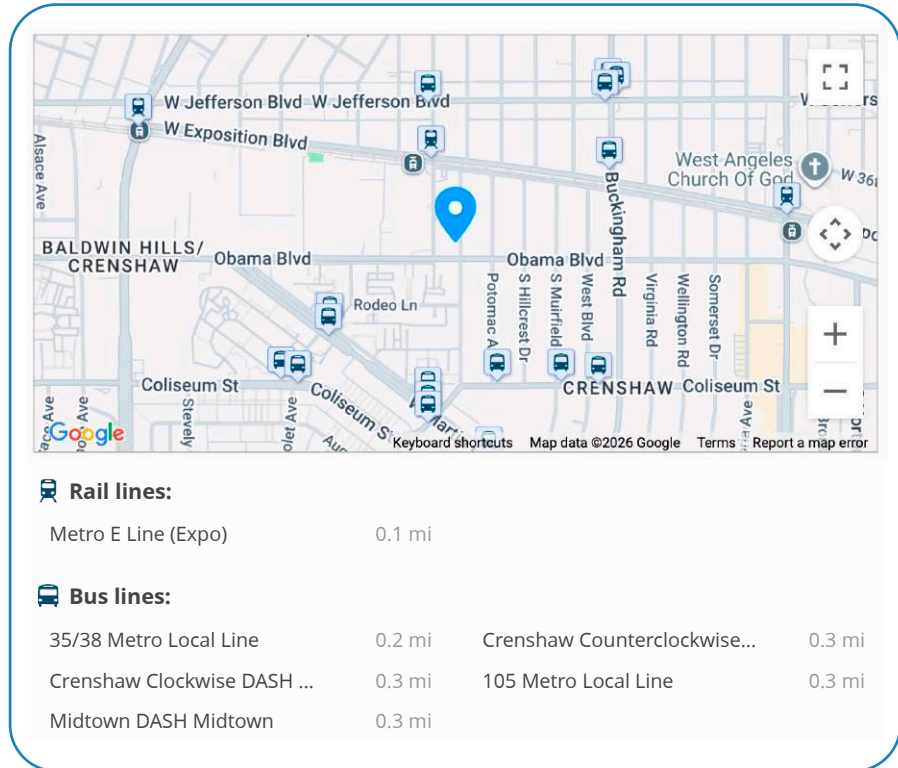 W Jefferson Blvd W Jefferson Blvd
W Exposition Blvd
Alsace Ave
West Angeles
Church Of God
Buckingham Rd
BALDWIN HILLS/
CRENSHAW
Obama Blvd
Obama Blvd
Rodeo Ln
Potomac A
S Hillcrest Dr
S Muirfield
West Blvd
Virginia Rd
Wellington Rd
Somerset Dr
Coliseum St
Coliseum S
CRENSHAW Coliseum St
Stevely
olet Ave
Google
Keyboard shortcuts Map data ©2026 Google Terms Report a map error
Rail lines:
Metro E Line (Expo) 0.1 mi
Bus lines:
35/38 Metro Local Line 0.2 mi Crenshaw Counterclockwise... 0.3 mi
Crenshaw Clockwise DASH ... 0.3 mi 105 Metro Local Line 0.3 mi
Midtown DASH Midtown 0.3 mi